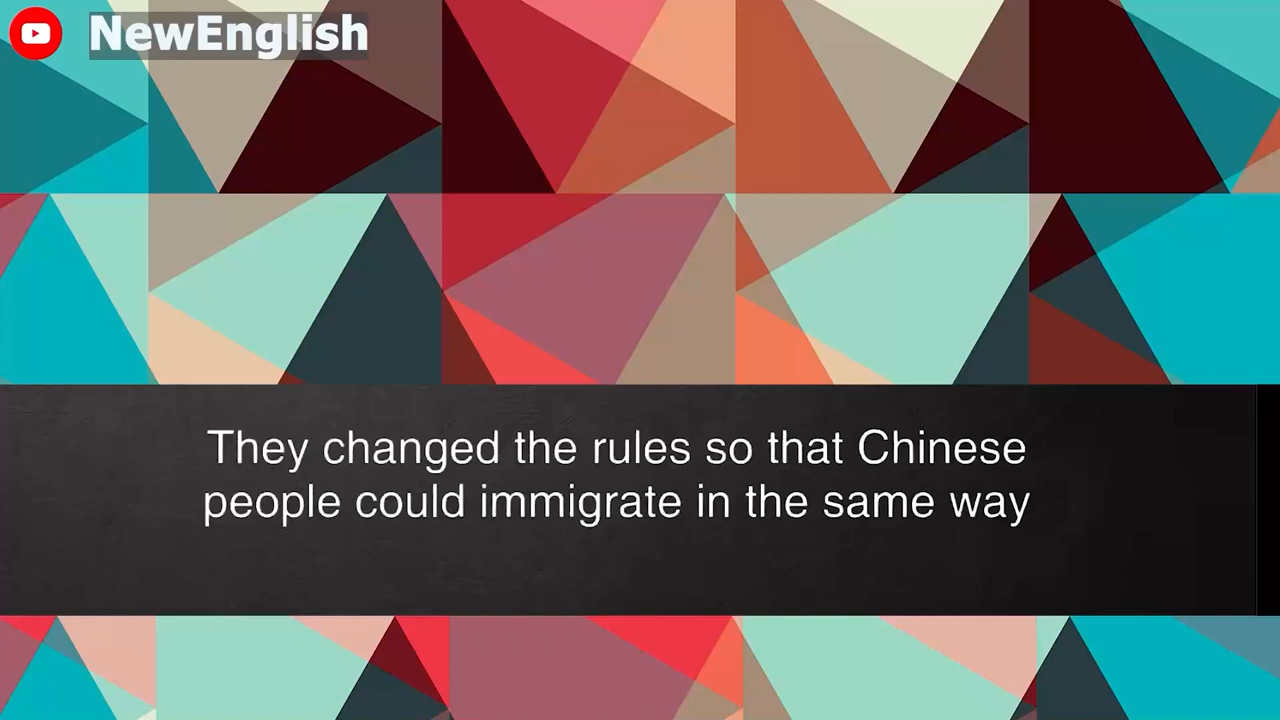 NewEnglish
They changed the rules so that Chinese
people could immigrate in the same way